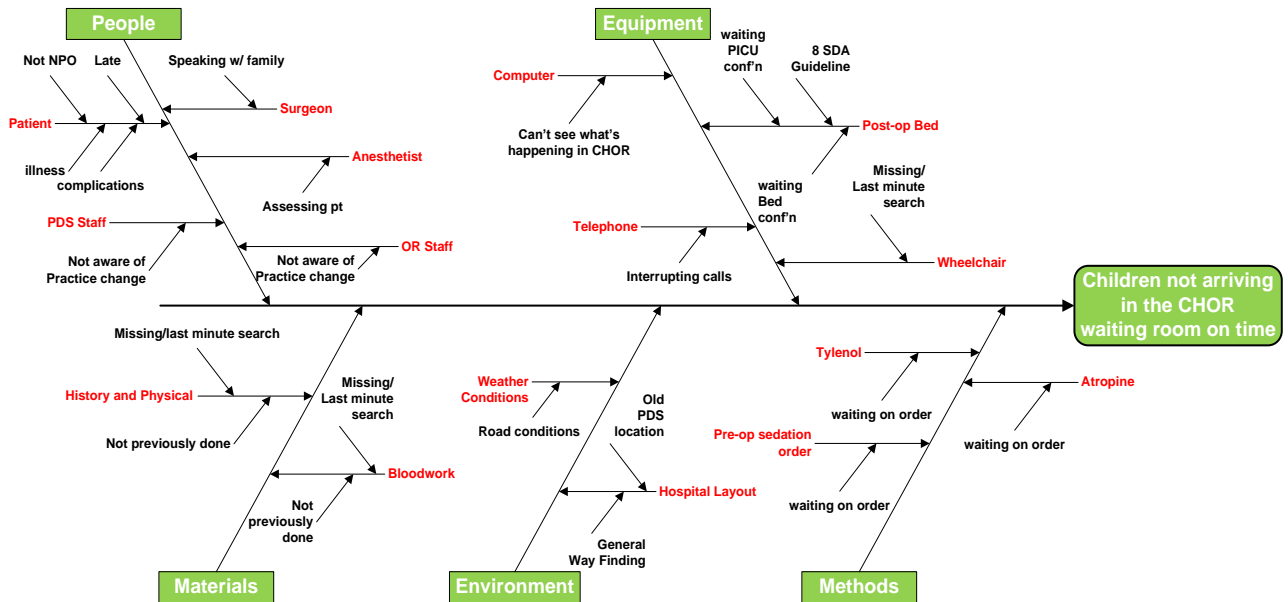 People
Equipment
Not NPO
Late
Speaking w/ family
Surgeon
Patient
illness
complications
Anesthetist
Assessing pt
PDS Staff
Not aware of
Practice change
OR Staff
Not aware of
Practice change
Computer
Can't see what's
happening in CHOR
waiting
PICU
conf'n
8 SDA
Guideline
Post-op Bed
waiting
Bed
conf'n
Missing/
Last minute
search
Telephone
Interrupting calls
Wheelchair
Children not arriving
in the CHOR
waiting room on time
Missing/last minute search
History and Physical
Not previously done
Missing/
Last minute
search
Bloodwork
Not
previously
done
Weather
Conditions
Road conditions
Old
PDS
location
Hospital Layout
General
Way Finding
Tylenol
waiting on order
Atropine
waiting on order
Pre-op sedation
order
waiting on order
Materials
Environment
Methods